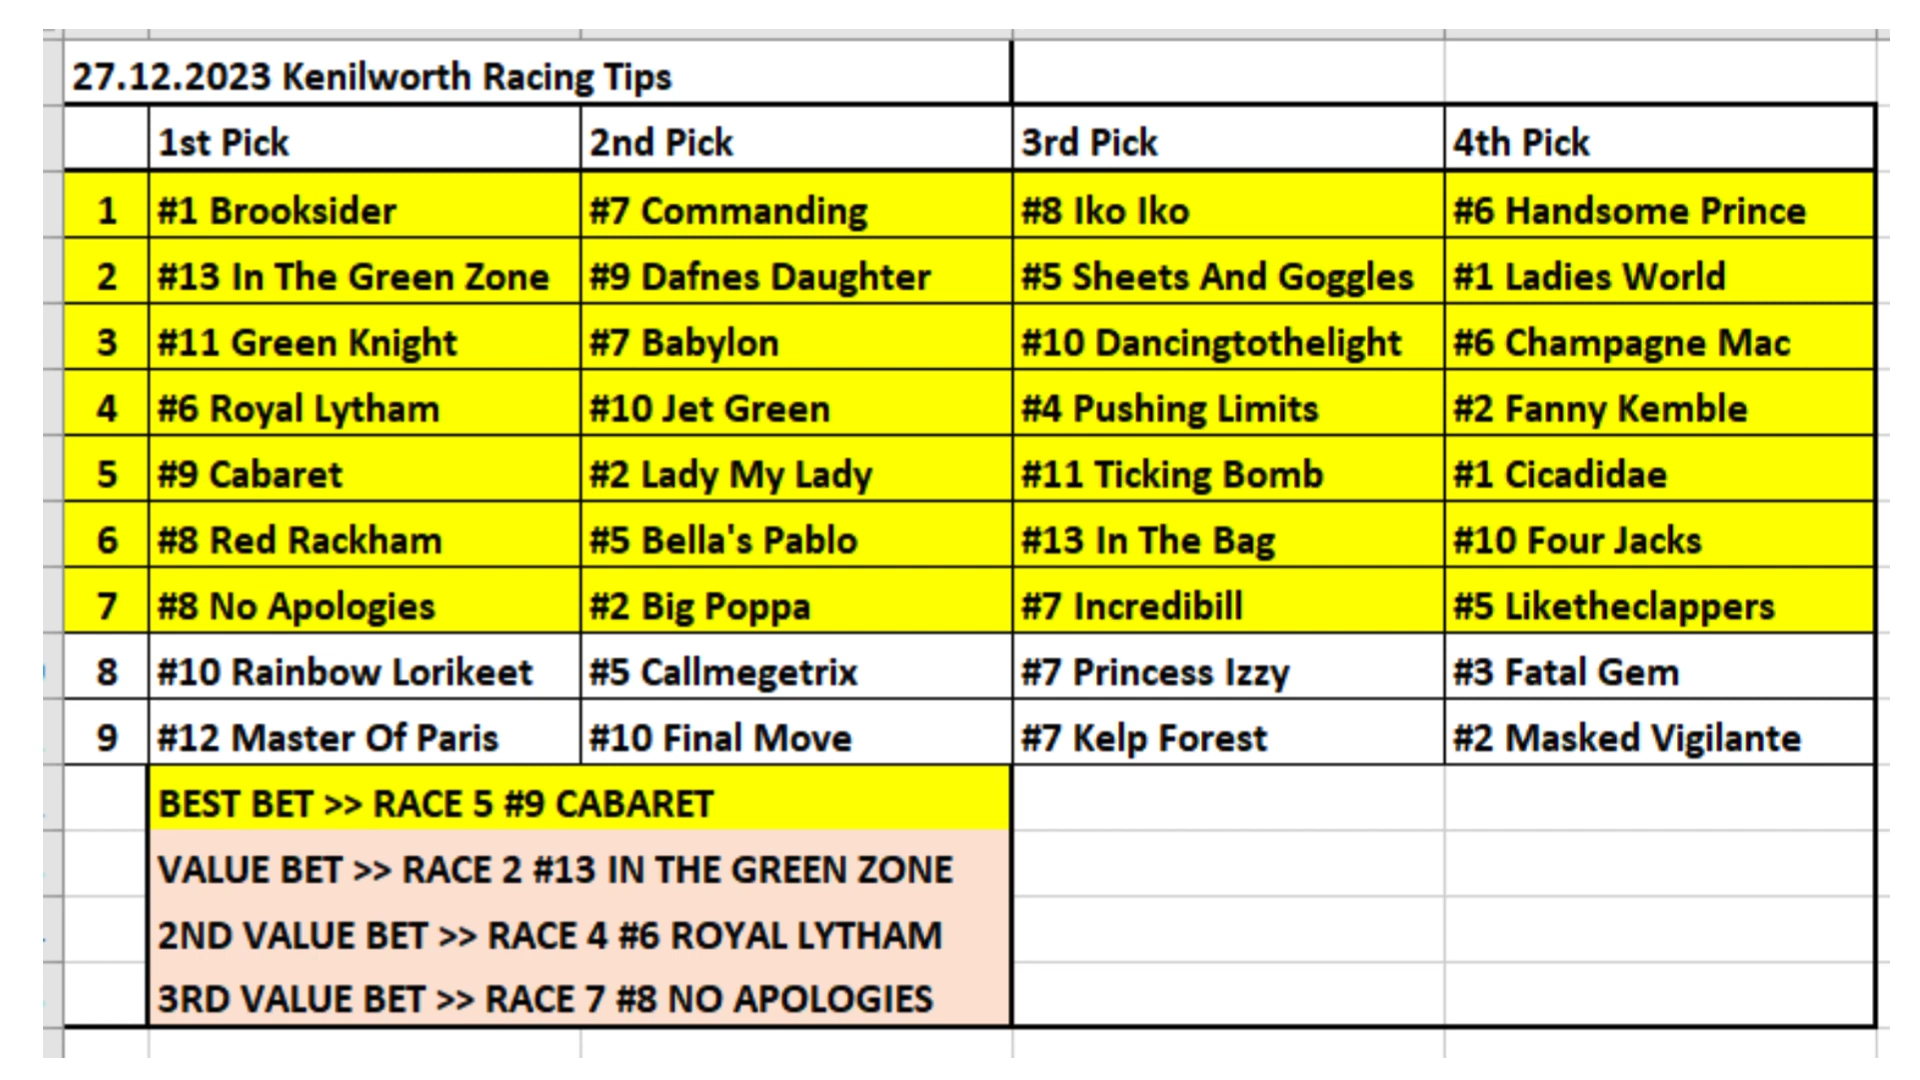 27.12.2023 Kenilworth Racing Tips
1st Pick 2nd Pick 3rd Pick 4th Pick
1 #1 Brooksider #7 Commanding #8 Iko Iko #6 Handsome Prince
2 #13 In The Green Zone #9 Dafnes Daughter #5 Sheets And Goggles #1 Ladies World
3 #11 Green Knight #7 Babylon #10 Dancingtothelight #6 Champagne Mac
4 #6 Royal Lytham #10 Jet Green #4 Pushing Limits #2 Fanny Kemble
5 #9 Cabaret #2 Lady My Lady #11 Ticking Bomb #1 Cicadidae
6 #8 Red Rackham #5 Bella's Pablo #13 In The Bag #10 Four Jacks
7 #8 No Apologies #2 Big Poppa #7 Incredibill #5 Liketheclappers
8 #10 Rainbow Lorikeet #5 Callmegetrix #7 Princess Izzy #3 Fatal Gem
9 #12 Master Of Paris #10 Final Move #7 Kelp Forest #2 Masked Vigilante
BEST BET >> RACE 5 #9 CABARET
VALUE BET >> RACE 2 #13 IN THE GREEN ZONE
2ND VALUE BET >> RACE 4 #6 ROYAL LYTHAM
3RD VALUE BET >> RACE 7 #8 NO APOLOGIES